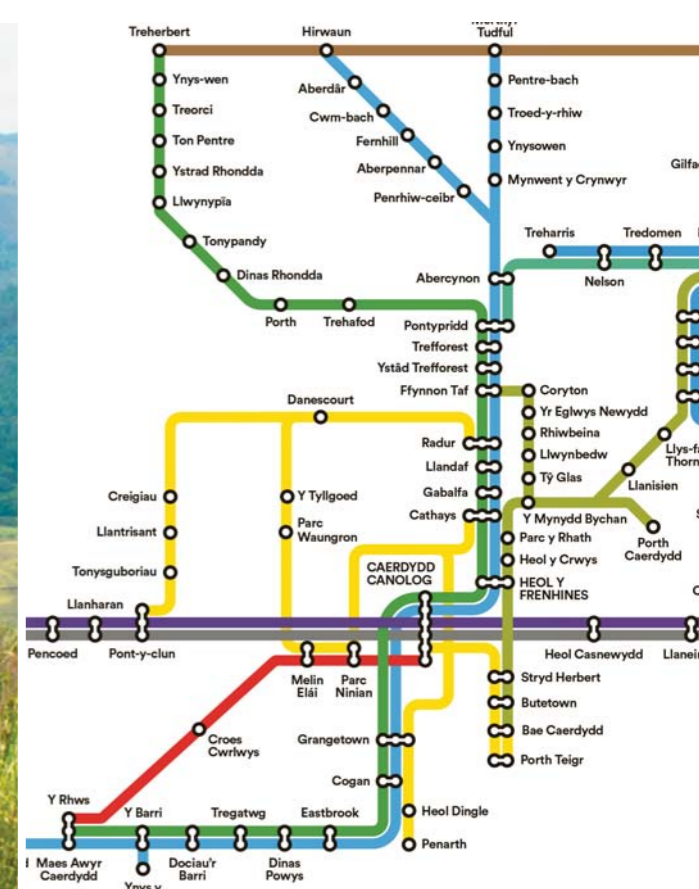 Tudful
Treherbert
Hirwaun
Ynys-wen
Treorci
Ton Pentre
Ystrad Rhondda
Llwynypïa
Tonypandy
Dinas Rhondda
Porth
Trehafod
Aberdâr
Cwm-bach
Fernhill
Aberpennar
Penrhiw-ceibr
Pentre-bach
Troed-y-rhiw
Ynysowen
Mynwent y Crynwyr
Treharris
Tredomen
Nelson
Abercynon
Pontypridd
Trefforest
Ystâd Trefforest
Ffynnon Taf
Coryton
Yr Eglwys Newydd
Rhiwbeina
Llwynbedw
Tŷ Glas
Y Mynydd Bychan
Llanisien
Porth
Caerdydd
Parc y Rhath
Heol y Crwys
HEOL Y
FRENHINES
Danescourt
Radur
Llandaf
Gabalfa
Cathays
Creigiau
Llantrisant
Tonysguboriau
Y Tyllgoed
Parc
Waungron
CAERDYDD
CANOLOG
Llanharan
Pencoed
Pont-y-clun
Melin
Elái
Parc
Ninian
Heol Casnewydd
Stryd Herbert
Butetown
Bae Caerdydd
Porth Teigr
Croes
Cwrlwys
Grangetown
Cogan
Heol Dingle
Penarth
Y Rhws
Y Barri
Tregatwg
Eastbrook
Maes Awyr
Caerdydd
Dociau'r
Barri
Dinas
Powys